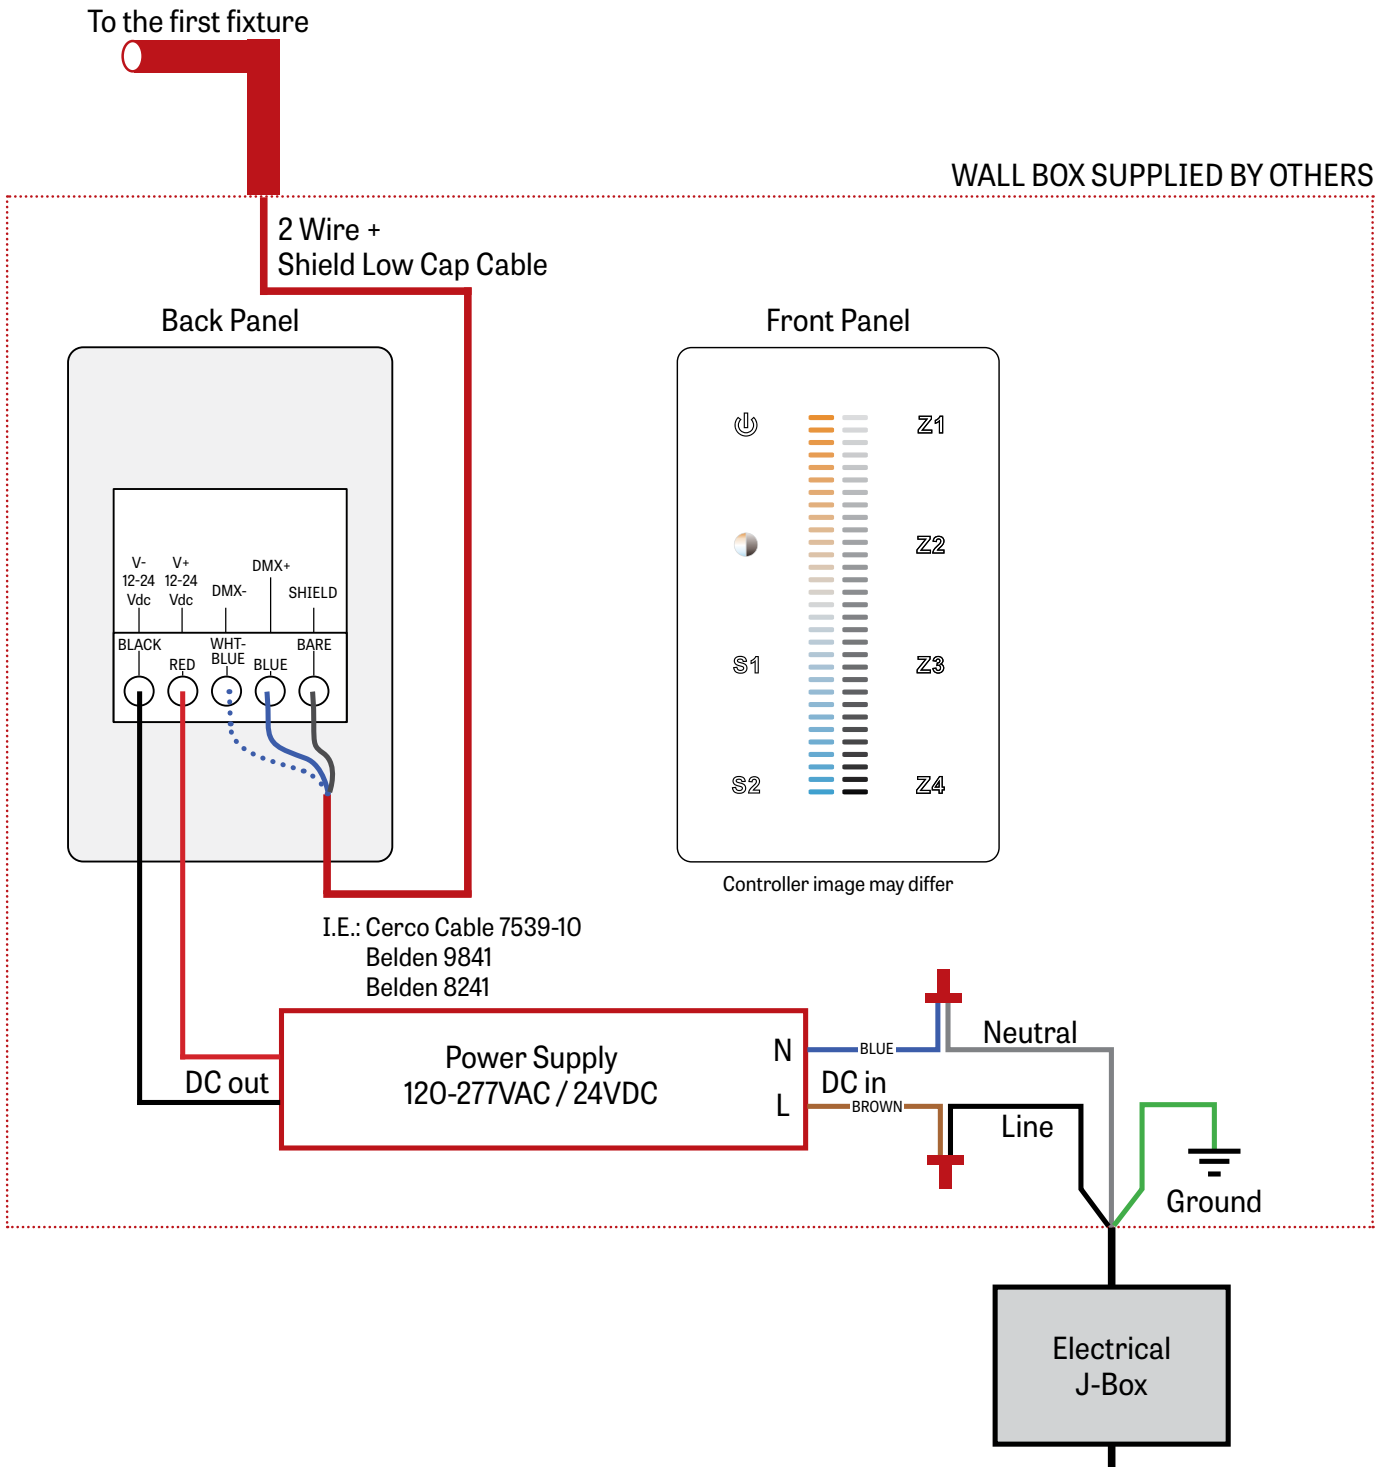 To the first fixture
WALL BOX SUPPLIED BY OTHERS
2 Wire +
Shield Low Cap Cable
Back Panel
Front Panel
V-
12-24
Vdc
V+
12-24
Vdc
DMX-
DMX+
SHIELD
BLACK
RED
WHT-
BLUE
BLUE
BARE
Z1
Z2
S1
Z3
S2
Z4
Controller image may differ
I.E.: Cerco Cable 7539-10
Belden 9841
Belden 8241
DC out
Power Supply
120-277VAC / 24VDC
N
L
BLUE
DC in
BROWN
Neutral
Line
Ground
Electrical
J-Box